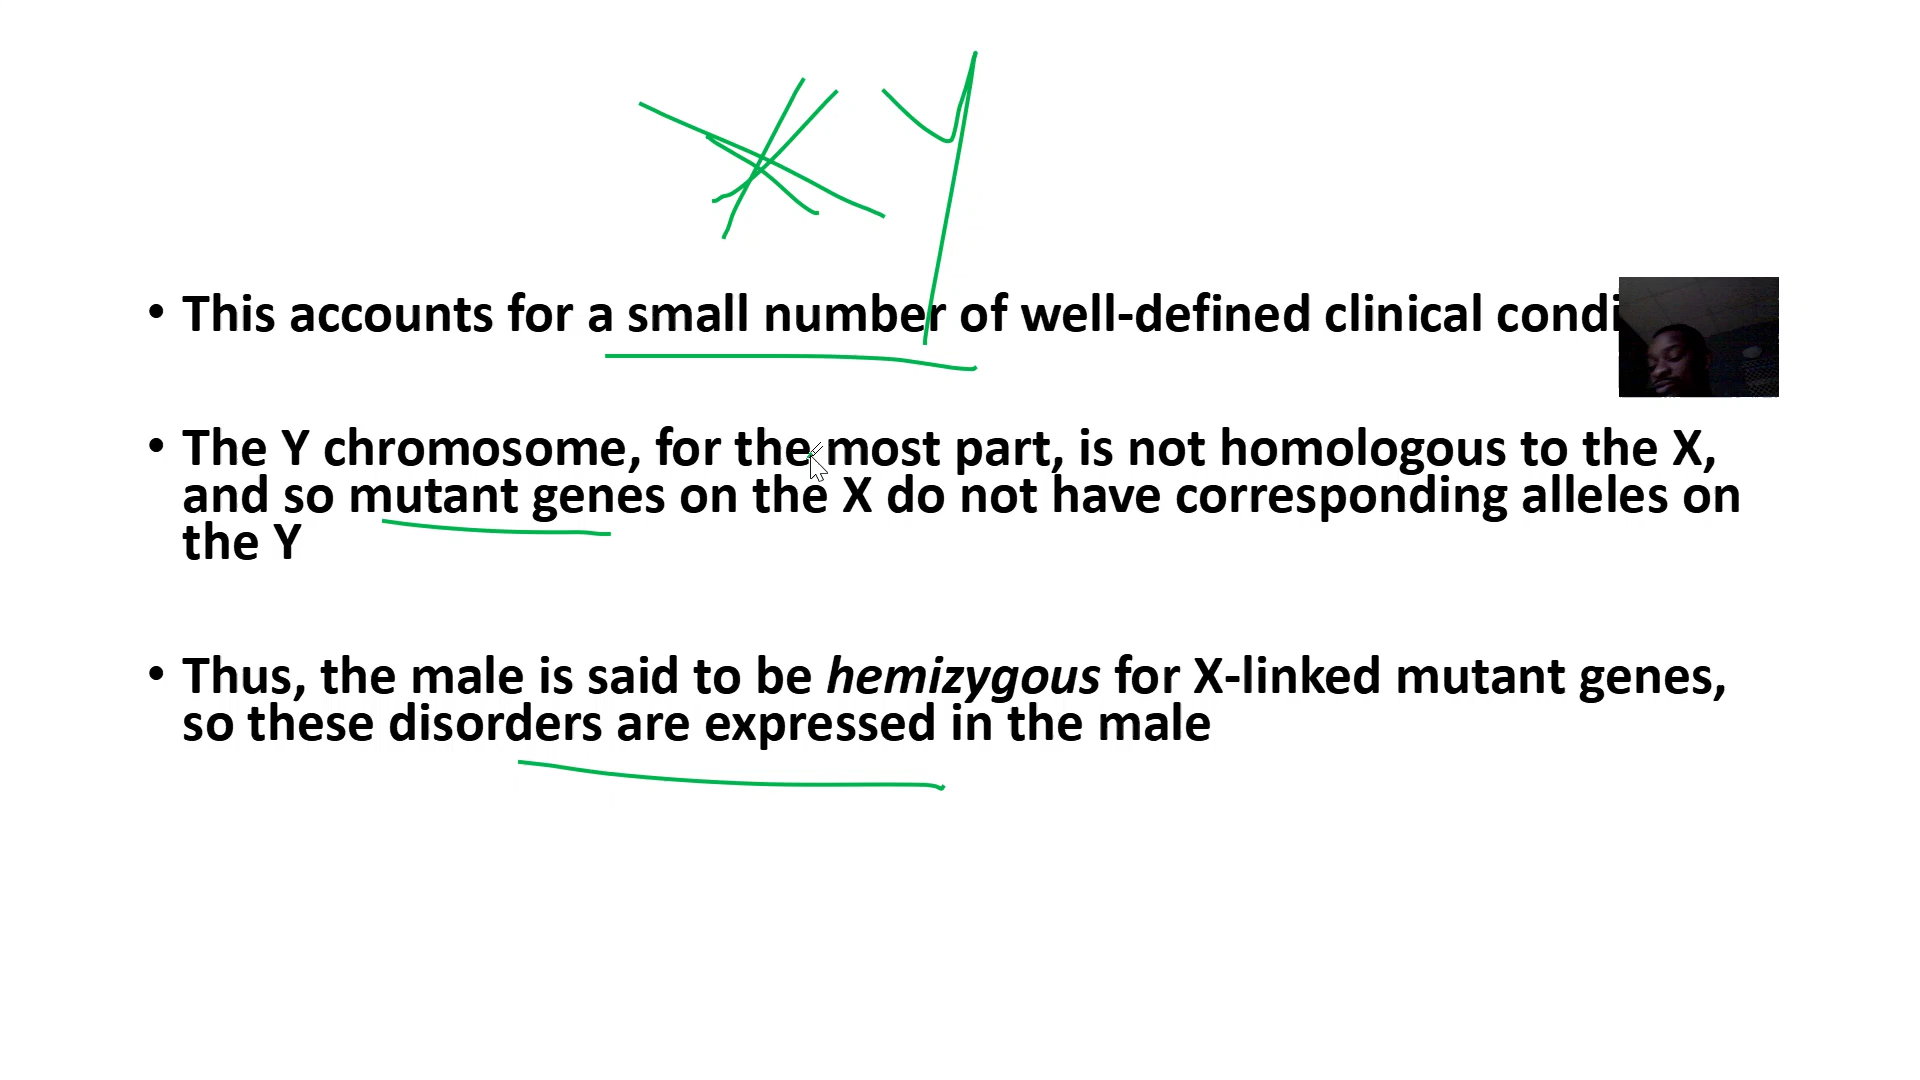 X Y
• This accounts for a small number of well-defined clinical condi
• The Y chromosome, for the most part, is not homologous to the X,
and so mutant genes on the X do not have corresponding alleles on
the Y
• Thus, the male is said to be hemizygous for X-linked mutant genes,
so these disorders are expressed in the male